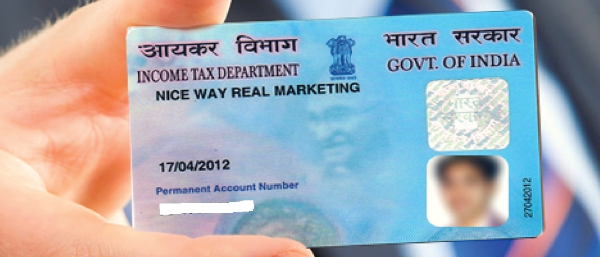 आयकर विभाग
INCOME TAX DEPARTMENT
भारत सरकार
GOVT. OF INDIA
NICE WAY REAL MARKETING
17/04/2012
Permanent Account Number
भारत
27042012